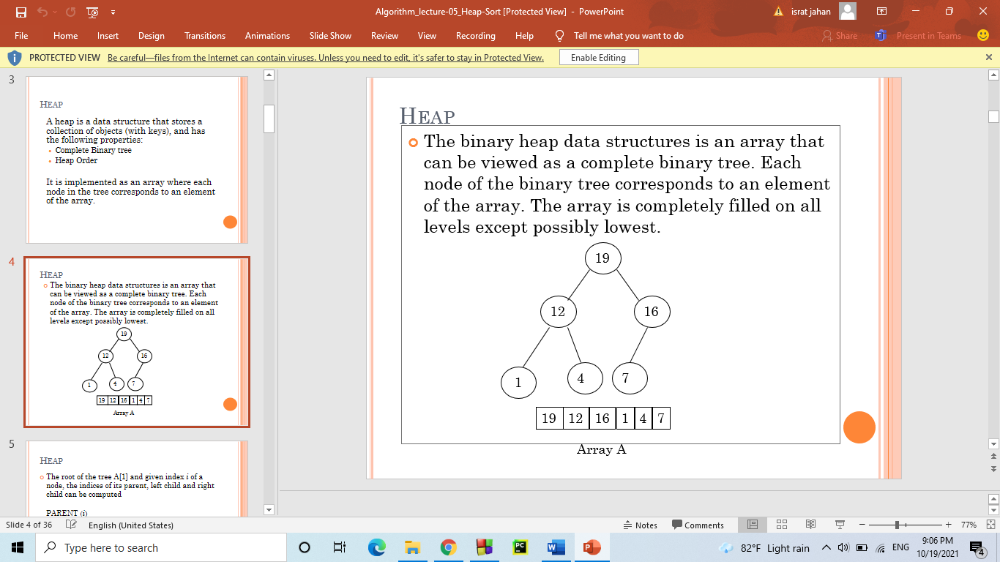 Algorithm_lecture-05_Heap-Sort [Protected View] - PowerPoint
israt jahan
File Home Insert Design Transitions Animations Slide Show Review View Recording Help Tell me what you want to do Share Present in Teams
PROTECTED VIEW Be careful—files from the Internet can contain viruses. Unless you need to edit, it's safer to stay in Protected View. Enable Editing
3
HEAP
A heap is a data structure that stores a
collection of objects (with keys), and has
the following properties:
Complete Binary tree
Heap Order
It is implemented as an array where each
node in the tree corresponds to an element
of the array.
4
HEAP
The binary heap data structures is an array that
can be viewed as a complete binary tree. Each
node of the binary tree corresponds to an element
of the array. The array is completely filled on all
levels except possibly lowest.
19
12 16
1 4 7
19 12 16 1 4 7
Array A
5
HEAP
The root of the tree A[1] and given index i of a
node, the indices of its parent, left child and right
child can be computed
PARENT (i)
HEAP
The binary heap data structures is an array that
can be viewed as a complete binary tree. Each
node of the binary tree corresponds to an element
of the array. The array is completely filled on all
levels except possibly lowest.
19
12 16
1 4 7
19 12 16 1 4 7
Array A
Slide 4 of 36 English (United States) Notes Comments 77%
Type here to search 82°F Light rain ENG 9:06 PM
10/19/2021 4